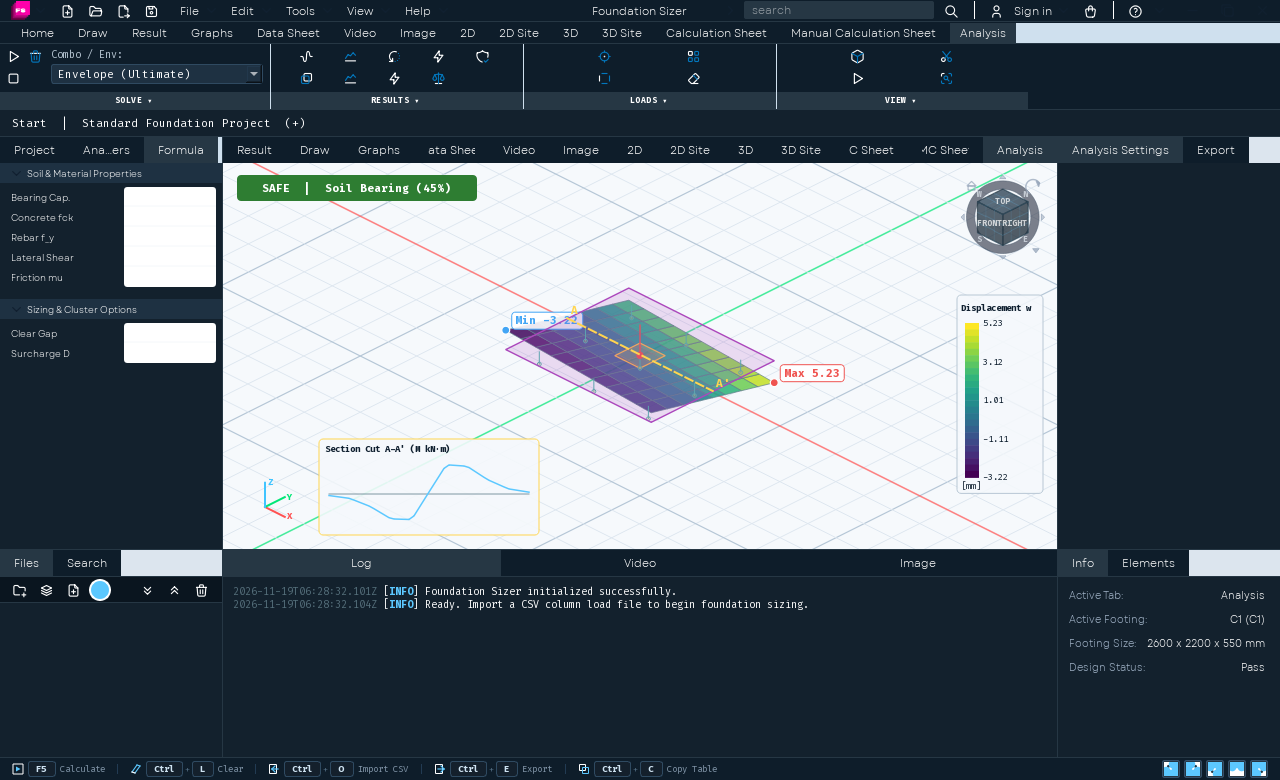 FS File Edit Tools View Help Foundation Sizer search Sign in
Home Draw Result Graphs Data Sheet Video Image 2D 2D Site 3D 3D Site Calculation Sheet Manual Calculation Sheet Analysis
Combo / Env:
Envelope (Ultimate)
SOLVE ▾ RESULTS ▾ LOADS ▾ VIEW ▾
Start | Standard Foundation Project (+)
Project Ana...ers Formula Result Draw Graphs ata Shee Video Image 2D 2D Site 3D 3D Site C Sheet MC Shee Analysis Analysis Settings Export
Soil & Material Properties
Bearing Cap.
Concrete fck
Rebar f_y
Lateral Shear
Friction mu
Sizing & Cluster Options
Clear Gap
Surcharge D
SAFE | Soil Bearing (45%)
W N
TOP
FRONT RIGHT
S E
A
Min -3.22
A'
Max 5.23
Displacement w
5.23
3.12
1.01
-1.11
-3.22
[mm]
Section Cut A-A' (M kN·m)
Z
Y
X
Files Search
Log Video Image
2026-11-19T06:28:32.101Z [INFO] Foundation Sizer initialized successfully.
2026-11-19T06:28:32.104Z [INFO] Ready. Import a CSV column load file to begin foundation sizing.
Info Elements
Active Tab: Analysis
Active Footing: C1 (C1)
Footing Size: 2600 x 2200 x 550 mm
Design Status: Pass
F5 Calculate | Ctrl + L Clear | Ctrl + O Import CSV | Ctrl + E Export | Ctrl + C Copy Table